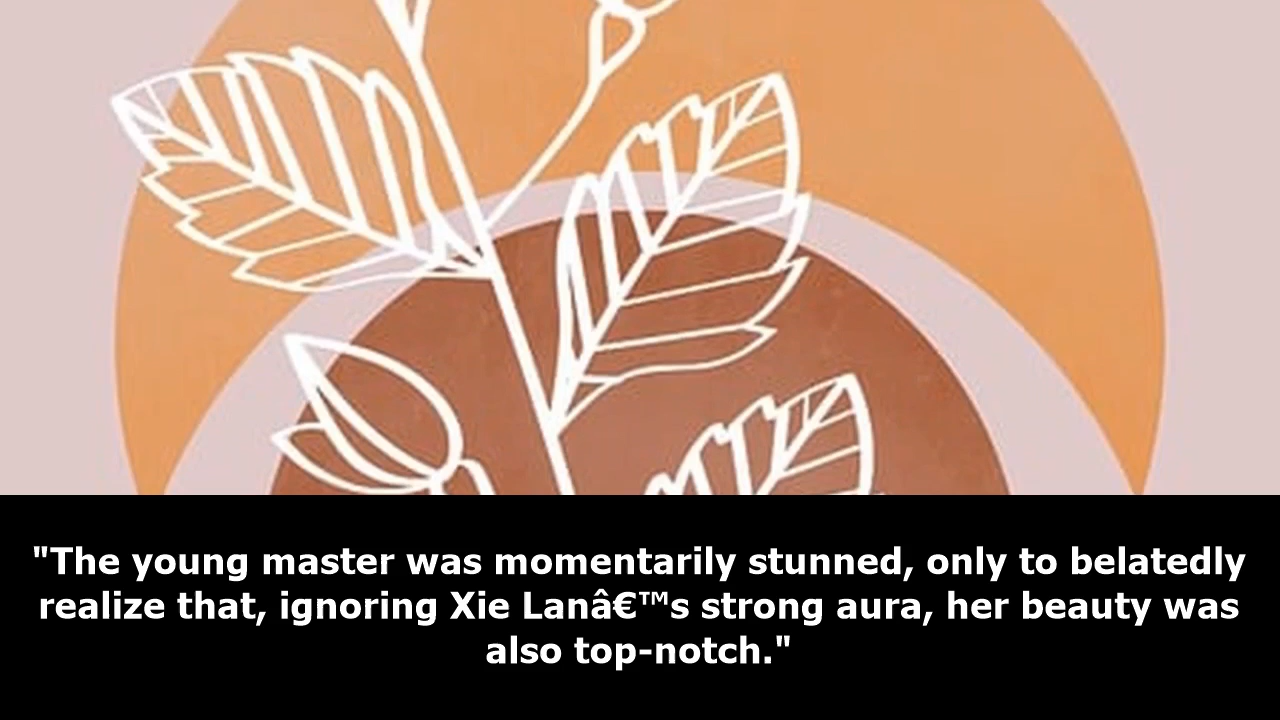 "The young master was momentarily stunned, only to belatedly
realize that, ignoring Xie Lanâ€™s strong aura, her beauty was
also top-notch."